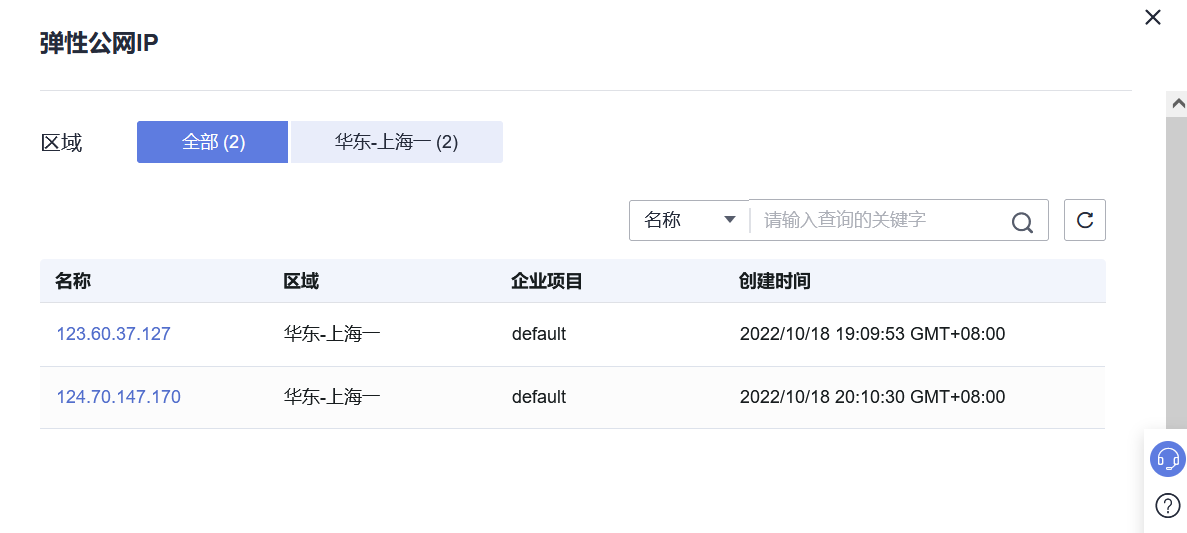 弹性公网IP
区域 全部 (2) 华东-上海一 (2)
名称 请输入查询的关键字
名称 区域 企业项目 创建时间
123.60.37.127 华东-上海一 default 2022/10/18 19:09:53 GMT+08:00
124.70.147.170 华东-上海一 default 2022/10/18 20:10:30 GMT+08:00